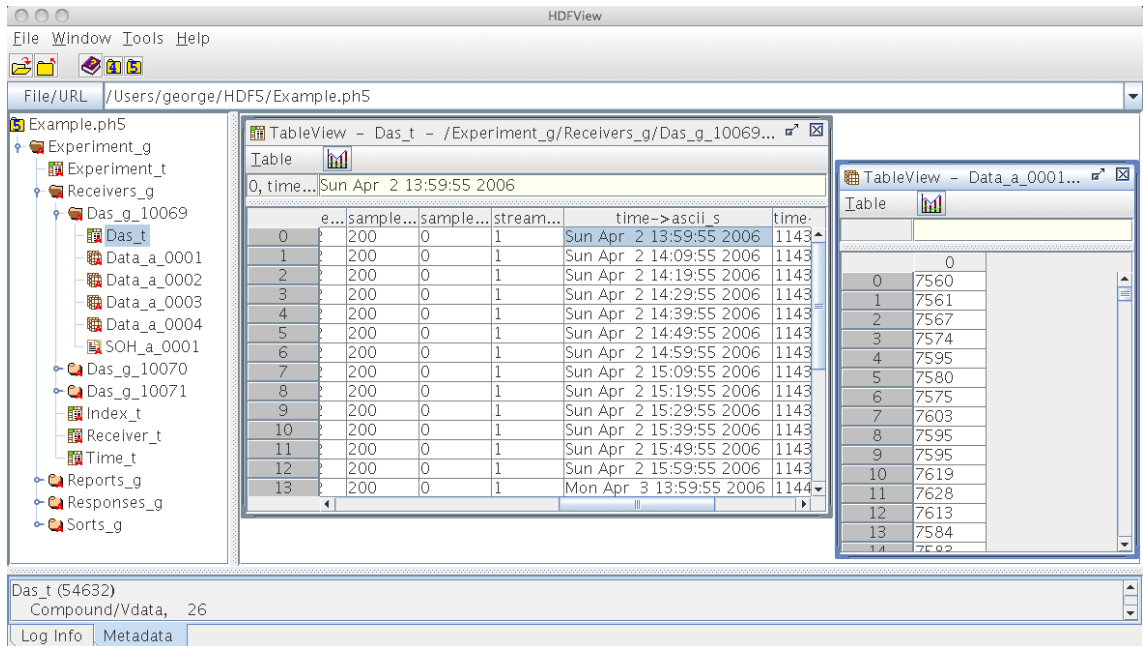 HDFView
File Window Tools Help
4 5
File/URL /Users/george/HDF5/Example.ph5
5 Example.ph5
Experiment_g
Experiment_t
Receivers_g
Das_g_10069
Das_t
Data_a_0001
Data_a_0002
Data_a_0003
Data_a_0004
SOH_a_0001
Das_g_10070
Das_g_10071
Index_t
Receiver_t
Time_t
Reports_g
Responses_g
Sorts_g
TableView – Das_t – /Experiment_g/Receivers_g/Das_g_10069...
Table
0, time... Sun Apr 2 13:59:55 2006
e... sample... sample... stream... time->ascii_s time-
0 200 0 1 Sun Apr 2 13:59:55 2006 1143
1 200 0 1 Sun Apr 2 14:09:55 2006 1143
2 200 0 1 Sun Apr 2 14:19:55 2006 1143
3 200 0 1 Sun Apr 2 14:29:55 2006 1143
4 200 0 1 Sun Apr 2 14:39:55 2006 1143
5 200 0 1 Sun Apr 2 14:49:55 2006 1143
6 200 0 1 Sun Apr 2 14:59:55 2006 1143
7 200 0 1 Sun Apr 2 15:09:55 2006 1143
8 200 0 1 Sun Apr 2 15:19:55 2006 1143
9 200 0 1 Sun Apr 2 15:29:55 2006 1143
10 200 0 1 Sun Apr 2 15:39:55 2006 1143
11 200 0 1 Sun Apr 2 15:49:55 2006 1143
12 200 0 1 Sun Apr 2 15:59:55 2006 1143
13 200 0 1 Mon Apr 3 13:59:55 2006 1144
TableView – Data_a_0001...
Table
0
0 7560
1 7561
2 7567
3 7574
4 7595
5 7580
6 7575
7 7603
8 7595
9 7595
10 7619
11 7628
12 7613
13 7584
14 7583
Das_t (54632)
Compound/Vdata, 26
Log Info Metadata